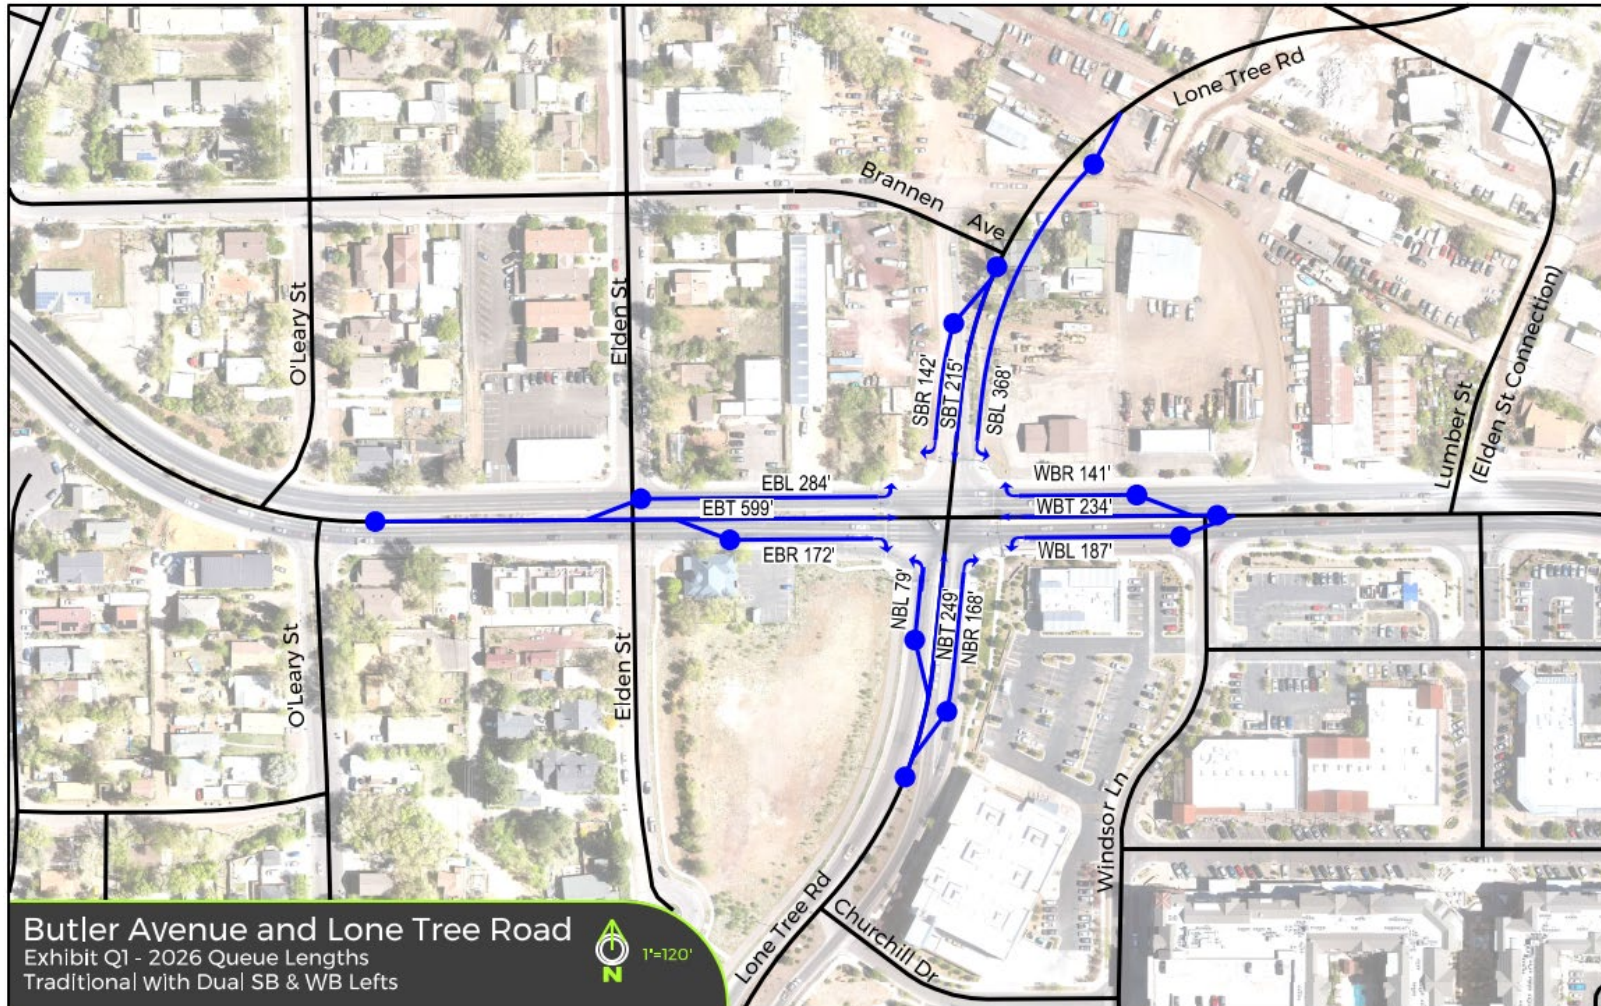 Lone Tree Rd
Brannen Ave
O'Leary St
Elden St
SBR 142'
SBT 215'
SBL 368'
Lumber St
(Elden St Connection)
EBL 284'
WBR 141'
EBT 599'
WBT 234'
EBR 172'
WBL 187'
NBL 79'
NBT 249'
NBR 168'
O'Leary St
Elden St
Windsor Ln
Lone Tree Rd
Churchill Dr
Butler Avenue and Lone Tree Road
Exhibit Q1 - 2026 Queue Lengths
Traditional with Dual SB & WB Lefts
N
1"=120'